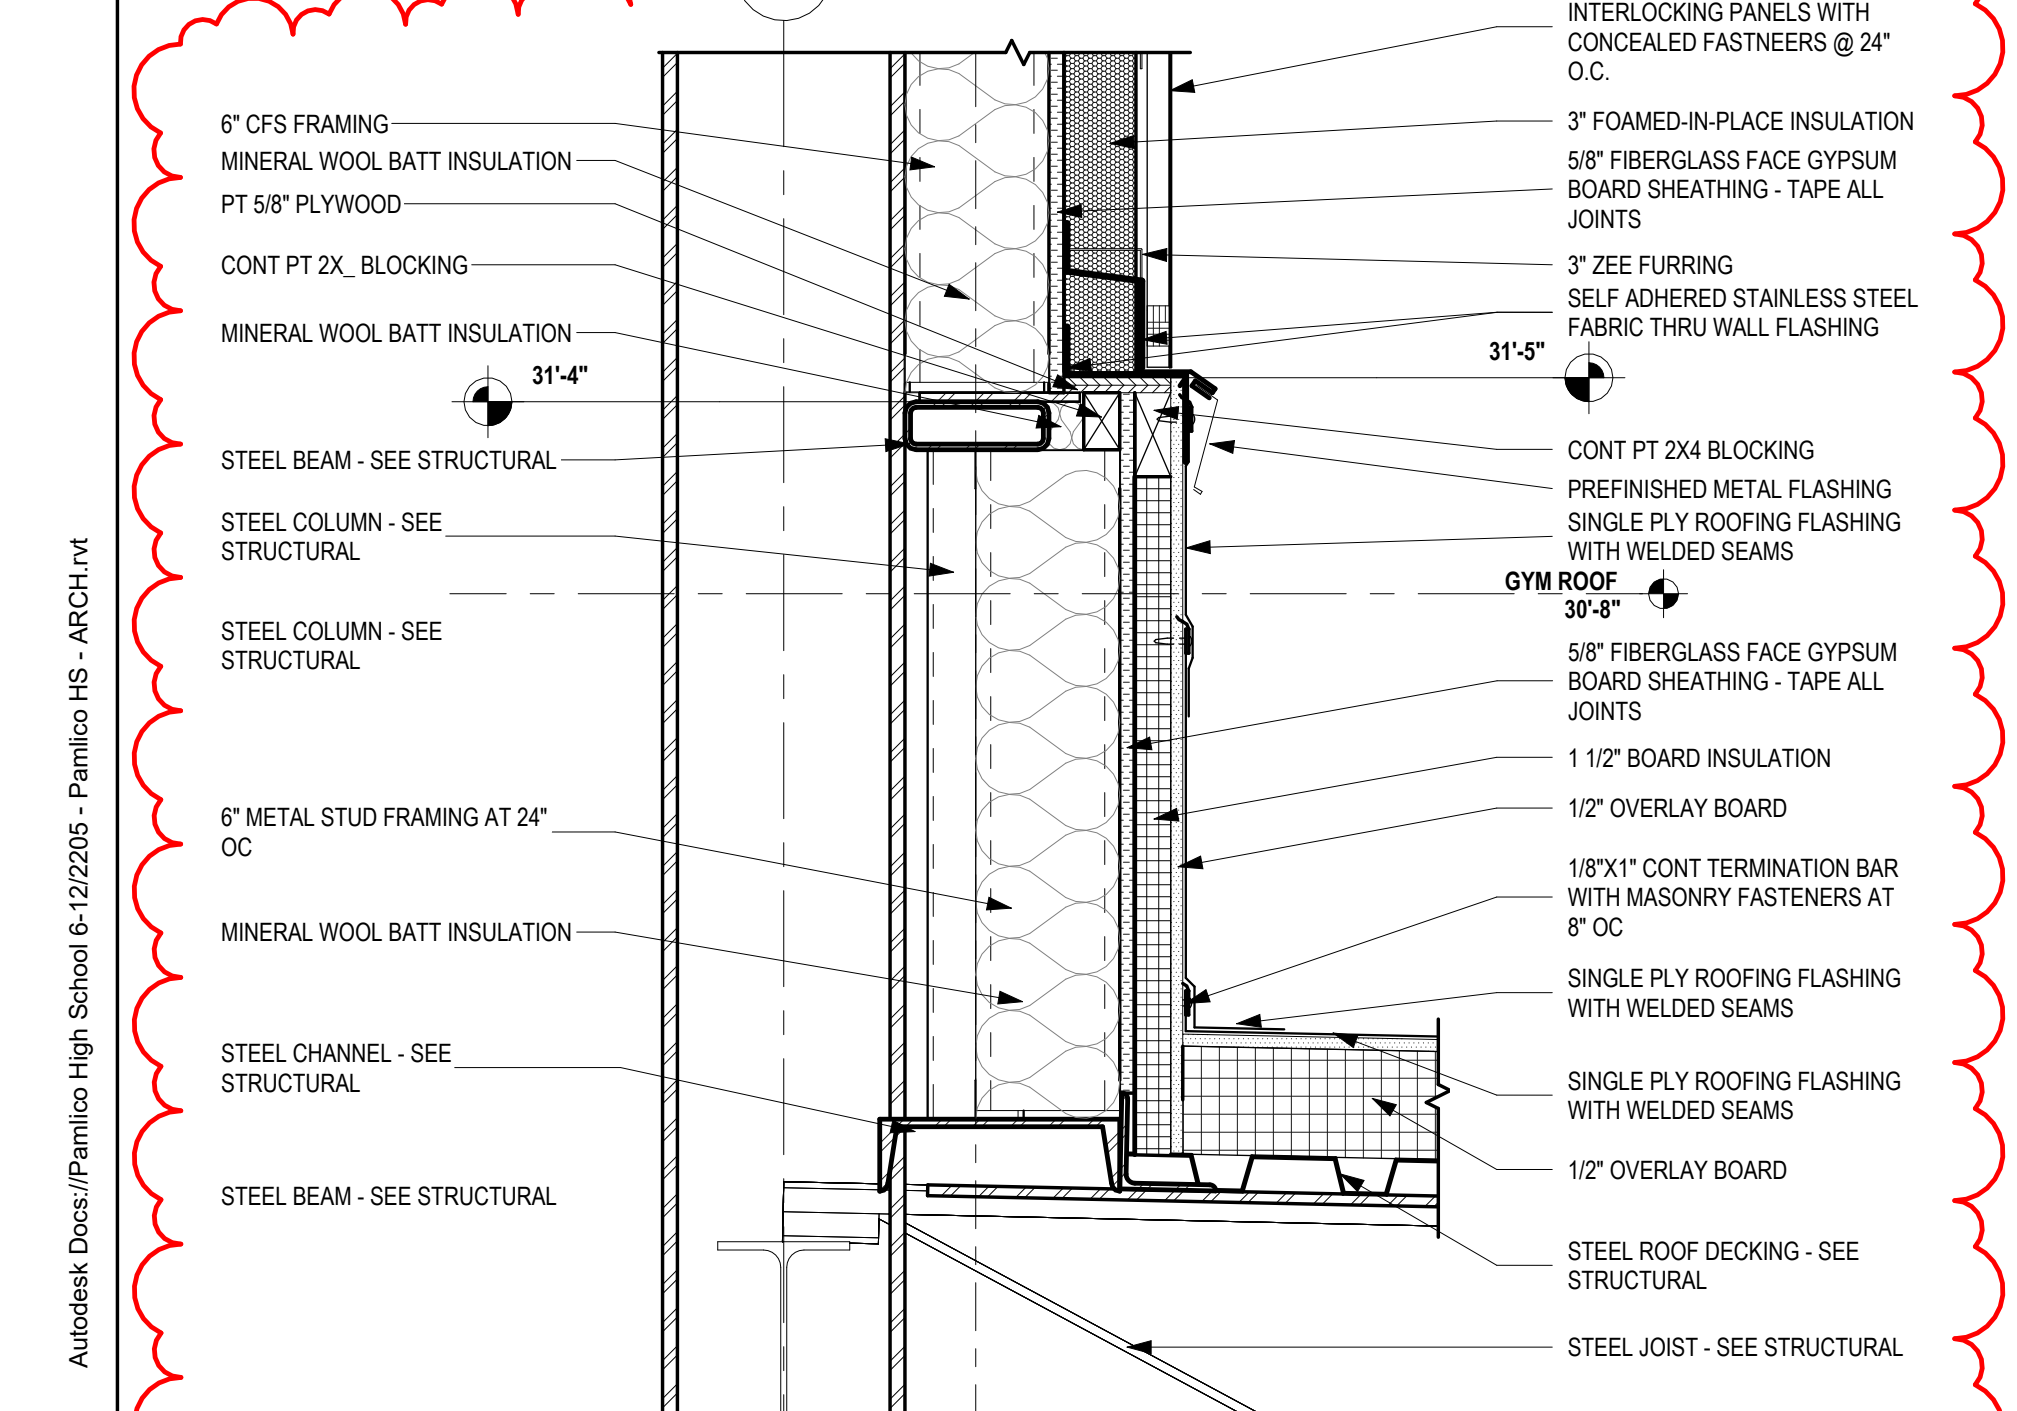 Autodesk Docs://Pamlico High School 6-12/2205 - Pamlico HS - ARCH.rvt
6" CFS FRAMING
MINERAL WOOL BATT INSULATION
PT 5/8" PLYWOOD
CONT PT 2X_ BLOCKING
MINERAL WOOL BATT INSULATION
31'-4"
STEEL BEAM - SEE STRUCTURAL
STEEL COLUMN - SEE
STRUCTURAL
STEEL COLUMN - SEE
STRUCTURAL
6" METAL STUD FRAMING AT 24"
OC
MINERAL WOOL BATT INSULATION
STEEL CHANNEL - SEE
STRUCTURAL
STEEL BEAM - SEE STRUCTURAL
INTERLOCKING PANELS WITH
CONCEALED FASTNEERS @ 24"
O.C.
3" FOAMED-IN-PLACE INSULATION
5/8" FIBERGLASS FACE GYPSUM
BOARD SHEATHING - TAPE ALL
JOINTS
3" ZEE FURRING
SELF ADHERED STAINLESS STEEL
FABRIC THRU WALL FLASHING
31'-5"
CONT PT 2X4 BLOCKING
PREFINISHED METAL FLASHING
SINGLE PLY ROOFING FLASHING
WITH WELDED SEAMS
GYM ROOF
30'-8"
5/8" FIBERGLASS FACE GYPSUM
BOARD SHEATHING - TAPE ALL
JOINTS
1 1/2" BOARD INSULATION
1/2" OVERLAY BOARD
1/8"X1" CONT TERMINATION BAR
WITH MASONRY FASTENERS AT
8" OC
SINGLE PLY ROOFING FLASHING
WITH WELDED SEAMS
SINGLE PLY ROOFING FLASHING
WITH WELDED SEAMS
1/2" OVERLAY BOARD
STEEL ROOF DECKING - SEE
STRUCTURAL
STEEL JOIST - SEE STRUCTURAL